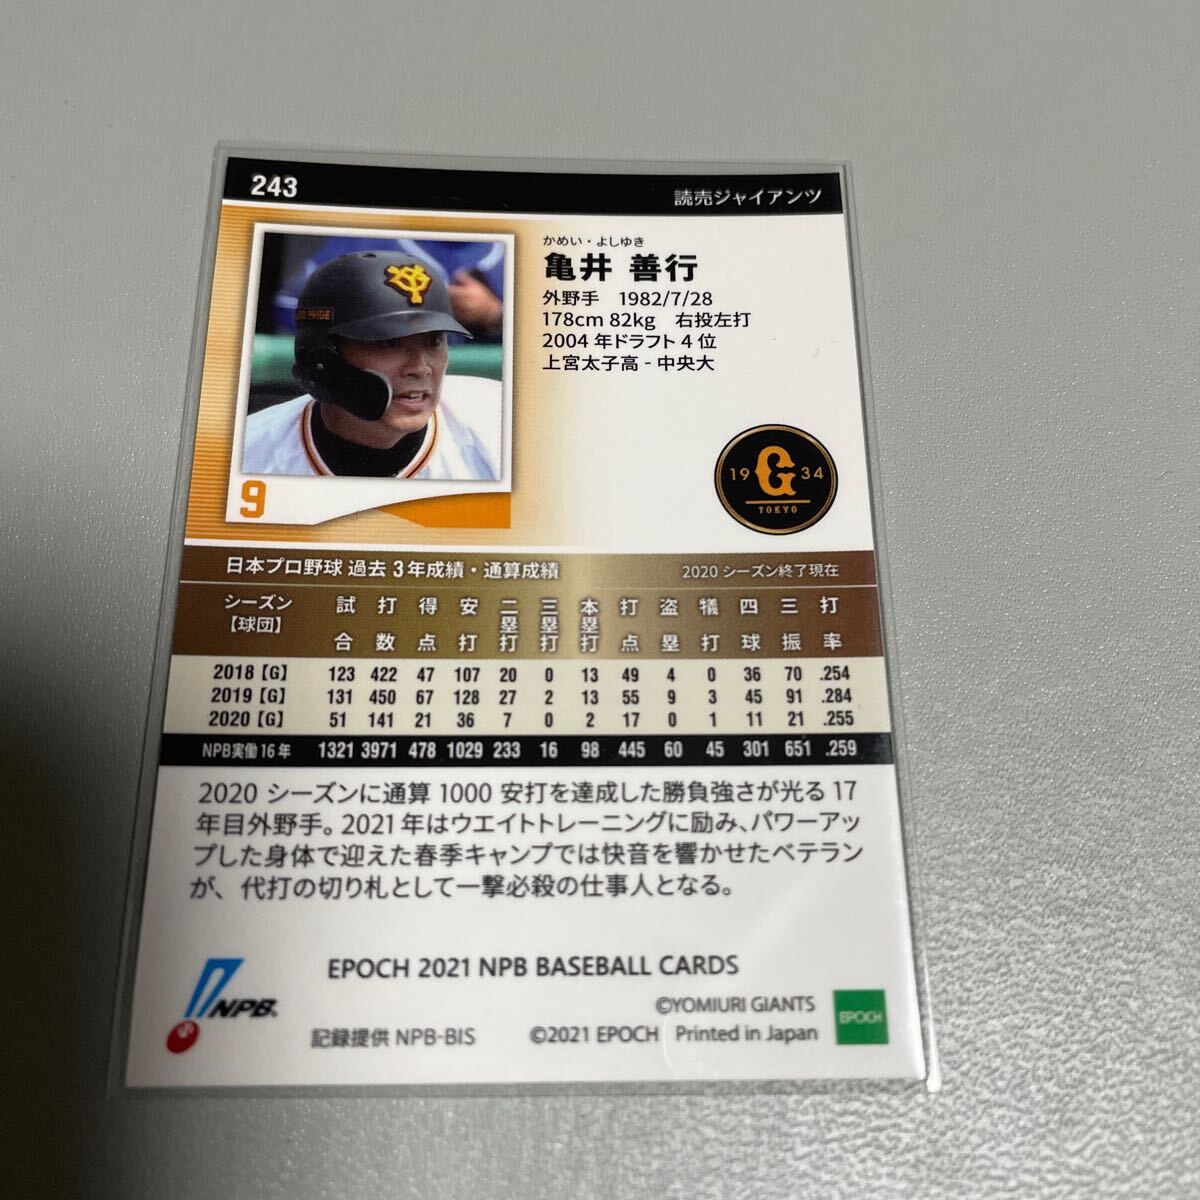 243
読売ジャイアンツ
かめい・よしゆき
亀井 善行
外野手 1982/7/28
178cm 82kg 右投左打
2004年ドラフト4位
上宮太子高 - 中央大
9
19 G 34
TOKYO
日本プロ野球 過去3年成績・通算成績 2020シーズン終了現在
シーズン【球団】 試合 打数 得点 安打 二塁打 三塁打 本塁打 打点 盗塁 犠打 四球 三振 打率
2018【G】 123 422 47 107 20 0 13 49 4 0 36 70 .254
2019【G】 131 450 67 128 27 2 13 55 9 3 45 91 .284
2020【G】 51 141 21 36 7 0 2 17 0 1 11 21 .255
NPB実働16年 1321 3971 478 1029 233 16 98 445 60 45 301 651 .259
2020 シーズンに通算 1000 安打を達成した勝負強さが光る 17
年目外野手。2021年はウエイトトレーニングに励み、パワーアッ
プした身体で迎えた春季キャンプでは快音を響かせたベテラン
が、代打の切り札として一撃必殺の仕事人となる。
EPOCH 2021 NPB BASEBALL CARDS
NPB
©YOMIURI GIANTS
記録提供 NPB-BIS ©2021 EPOCH Printed in Japan
EPOCH